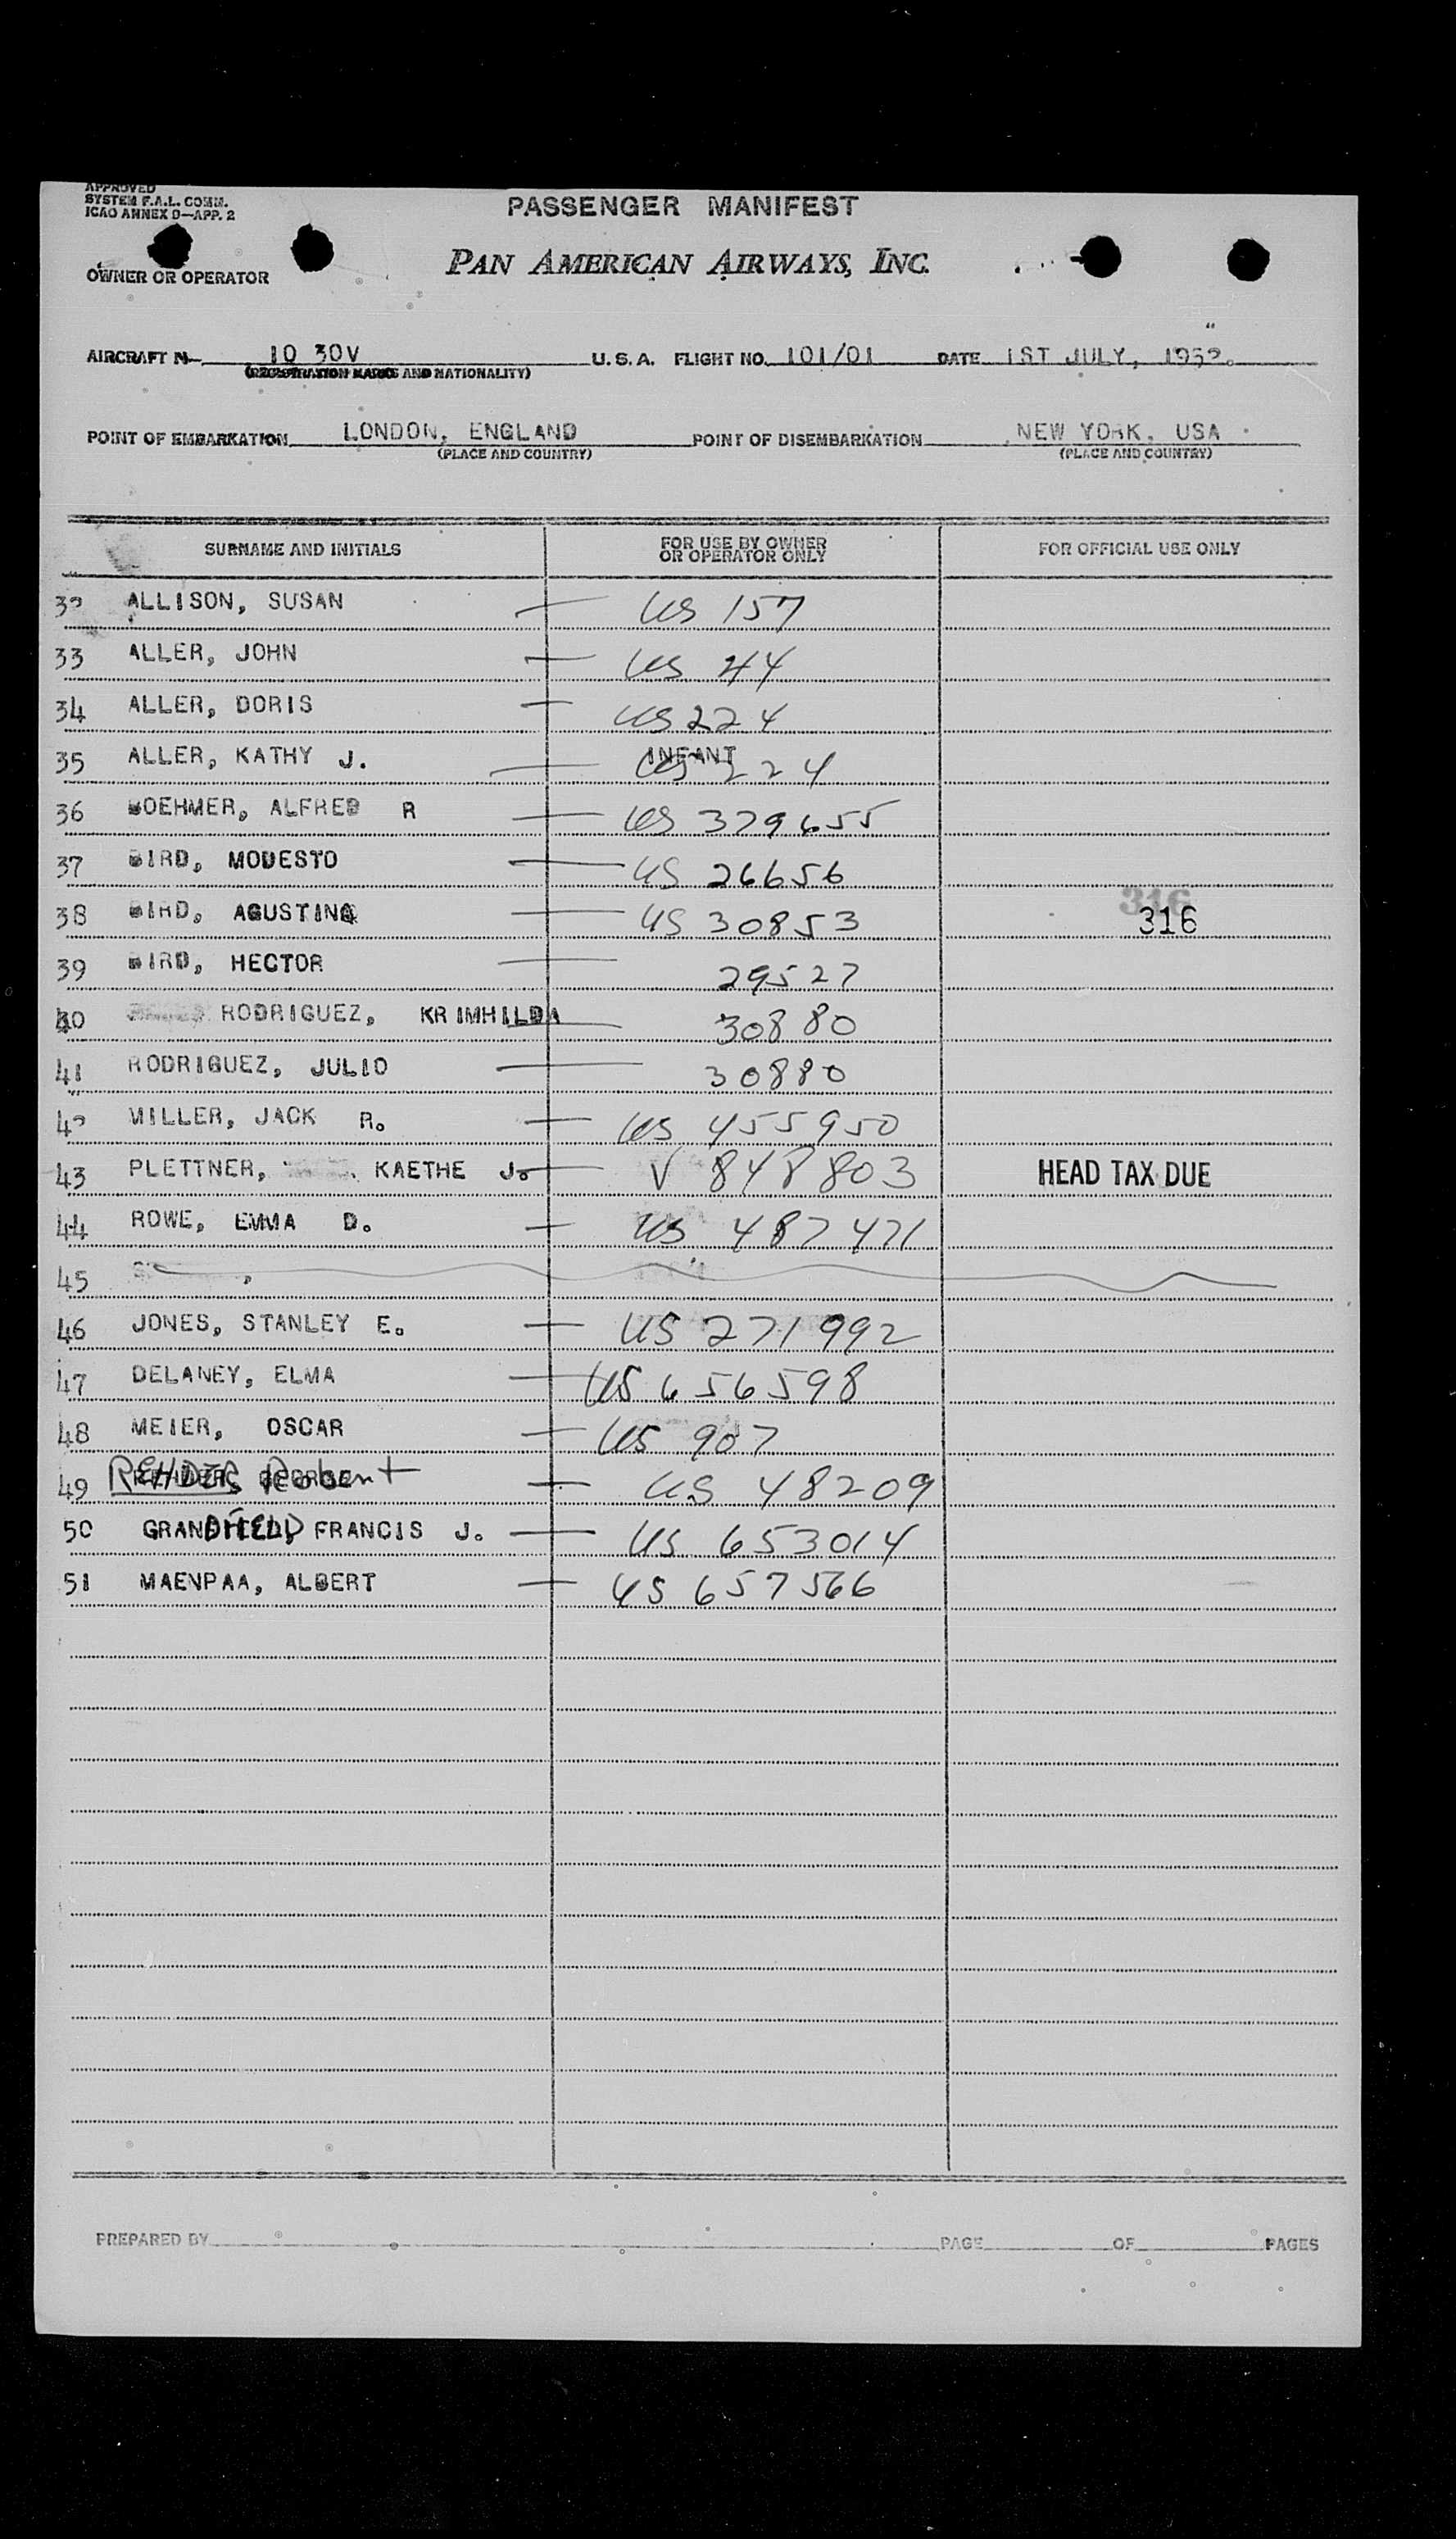 APPROVED
SYSTEM F.A.L. COMM.
ICAO ANNEX 9—APP. 2
PASSENGER MANIFEST
OWNER OR OPERATOR PAN AMERICAN AIRWAYS, INC.
AIRCRAFT N— 10 30V U. S. A. FLIGHT NO. 101/01 DATE 1ST JULY, 1952.
(REGISTRATION MARKS AND NATIONALITY)
POINT OF EMBARKATION LONDON, ENGLAND POINT OF DISEMBARKATION NEW YORK, USA
(PLACE AND COUNTRY) (PLACE AND COUNTRY)
SURNAME AND INITIALS FOR USE BY OWNER OR OPERATOR ONLY FOR OFFICIAL USE ONLY
32 ALLISON, SUSAN — US 157
33 ALLER, JOHN — US 44
34 ALLER, DORIS — US 224
35 ALLER, KATHY J. — INFANT US 224
36 BOEHMER, ALFRED R — US 379655
37 BIRD, MODESTO — US 26656
38 BIRD, AGUSTINA — US 30853 316
39 BIRD, HECTOR — 29527
40 RODRIGUEZ, KRIMHILDA — 30880
41 RODRIGUEZ, JULIO — 30880
42 MILLER, JACK R. — US 455950
43 PLETTNER, KAETHE J. — V 848803 HEAD TAX DUE
44 ROWE, EMMA D. — US 487471
45
46 JONES, STANLEY E. — US 271992
47 DELANEY, ELMA — US 656598
48 MEIER, OSCAR — US 907
49 REHDER, Robert — US 48209
50 GRANDFIELD, FRANCIS J. — US 653014
51 MAENPAA, ALBERT — US 657566
PREPARED BY PAGE OF PAGES